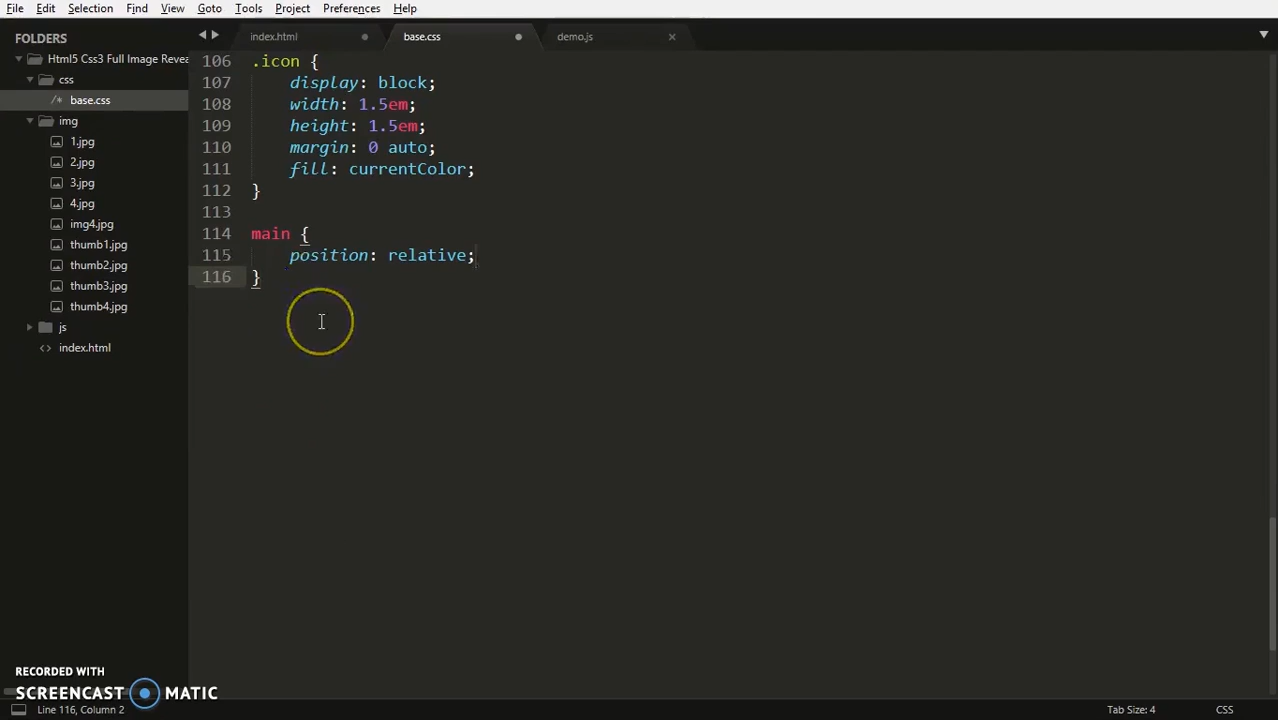 File Edit Selection View Goto Tools Project Preferences Help
FOLDERS
Html5 Css3 Full Image Revea
css
/* base.css
img
1.jpg
2.jpg
3.jpg
4.jpg
img4.jpg
thumb1.jpg
thumb2.jpg
thumb3.jpg
thumb4.jpg
js
<> index.html
index.html base.css demo.js
106 .icon {
107 display: block;
108 width: 1.5em;
109 height: 1.5em;
110 margin: 0 auto;
111 fill: currentColor;
112 }
113
114 main {
115 position: relative;
116 }
RECORDED WITH
SCREENCAST MATIC
Line 116, Column 2 Tab Size: 4 CSS